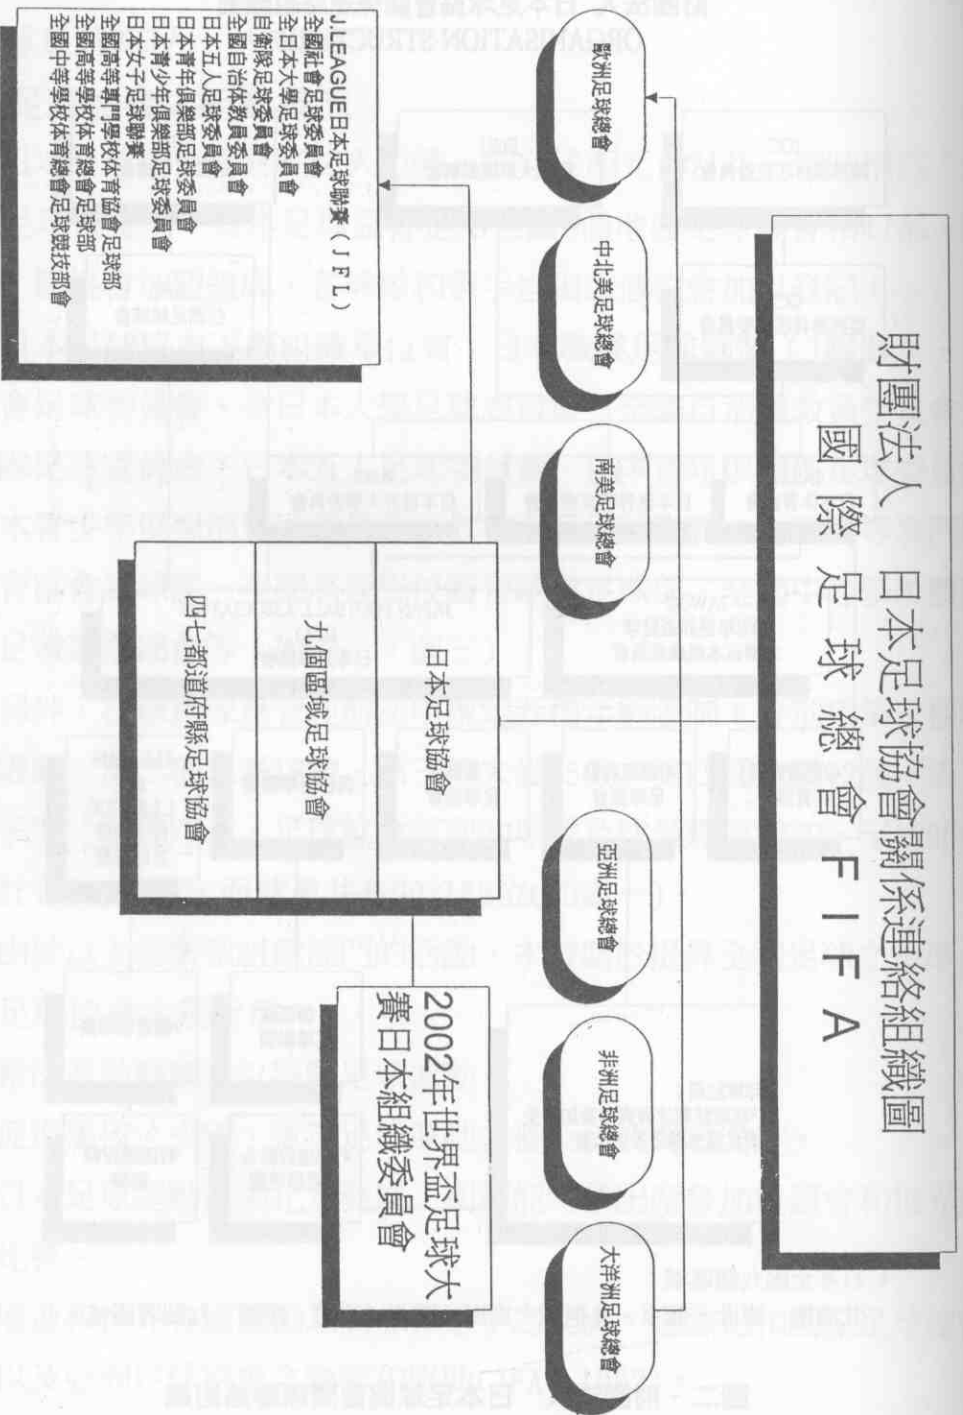 財團法人　日本足球協會關係連絡組織圖
國際足球總會FIFA
歐洲足球總會
中北美足球總會
南美足球總會
亞洲足球總會
非洲足球總會
大洋洲足球總會
日本足球協會
九個區域足球協會
四七都道府縣足球協會
2002年世界盃足球大
賽日本組織委員會
J.LEAGUE日本足球聯賽(JFL)
全國社會足球委員會
全日本大學足球委員會
自衛隊足球委員會
全國自治体教員委員會
日本五人足球委員會
日本青年俱樂部足球委員會
日本青少年俱樂部足球委員會
日本女子足球聯賽
全國高等專門學校体育協會足球部
全國高等學校体育總會足球部
全國中等學校体育總會足球競技部會